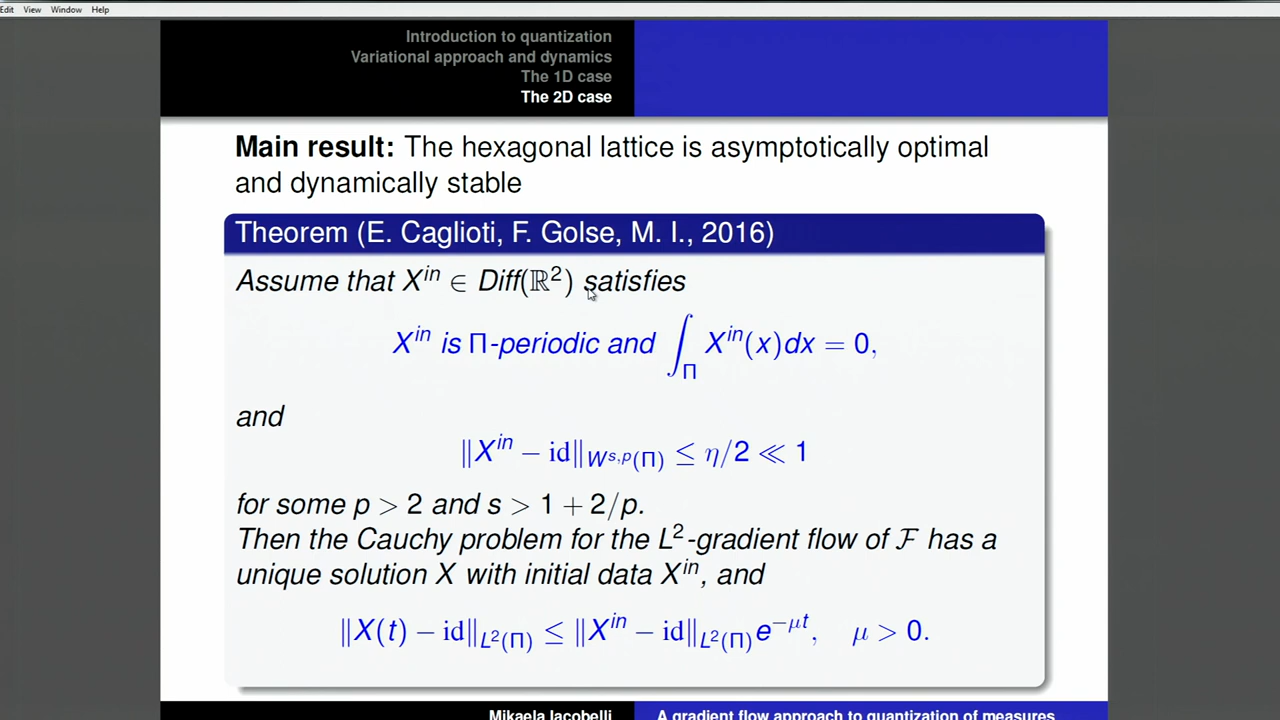 Edit View Window Help
Introduction to quantization
Variational approach and dynamics
The 1D case
The 2D case
Main result: The hexagonal lattice is asymptotically optimal
and dynamically stable
Theorem (E. Caglioti, F. Golse, M. I., 2016)
Assume that X^{in} ∈ Diff(ℝ²) satisfies
X^{in} is Π-periodic and ∫_Π X^{in}(x)dx = 0,
and
‖X^{in} − id‖_{W^{s,p}(Π)} ≤ η/2 ≪ 1
for some p > 2 and s > 1 + 2/p.
Then the Cauchy problem for the L²-gradient flow of ℱ has a
unique solution X with initial data X^{in}, and
‖X(t) − id‖_{L²(Π)} ≤ ‖X^{in} − id‖_{L²(Π)} e^{−μt}, μ > 0.
Mikaela Iacobelli A gradient flow approach to quantization of measures